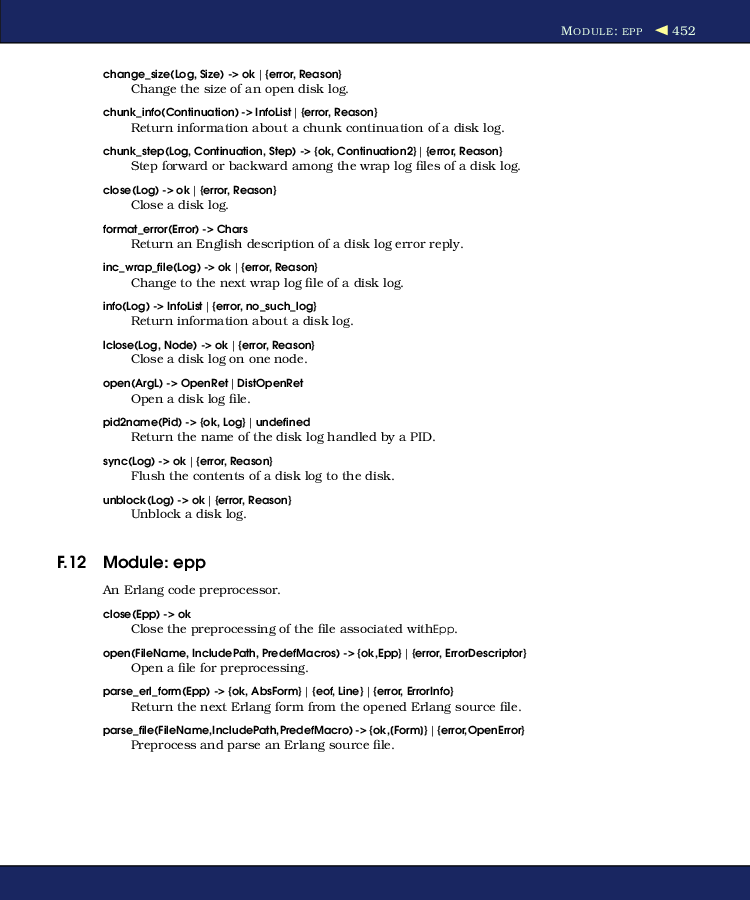 MODULE: EPP ◀ 452
change_size(Log, Size) -> ok | {error, Reason}
Change the size of an open disk log.
chunk_info(Continuation) -> InfoList | {error, Reason}
Return information about a chunk continuation of a disk log.
chunk_step(Log, Continuation, Step) -> {ok, Continuation2} | {error, Reason}
Step forward or backward among the wrap log files of a disk log.
close(Log) -> ok | {error, Reason}
Close a disk log.
format_error(Error) -> Chars
Return an English description of a disk log error reply.
inc_wrap_file(Log) -> ok | {error, Reason}
Change to the next wrap log file of a disk log.
info(Log) -> InfoList | {error, no_such_log}
Return information about a disk log.
lclose(Log, Node) -> ok | {error, Reason}
Close a disk log on one node.
open(ArgL) -> OpenRet | DistOpenRet
Open a disk log file.
pid2name(Pid) -> {ok, Log} | undefined
Return the name of the disk log handled by a PID.
sync(Log) -> ok | {error, Reason}
Flush the contents of a disk log to the disk.
unblock(Log) -> ok | {error, Reason}
Unblock a disk log.
F.12 Module: epp
An Erlang code preprocessor.
close(Epp) -> ok
Close the preprocessing of the file associated withEpp.
open(FileName, IncludePath, PredefMacros) -> {ok,Epp} | {error, ErrorDescriptor}
Open a file for preprocessing.
parse_erl_form(Epp) -> {ok, AbsForm} | {eof, Line} | {error, ErrorInfo}
Return the next Erlang form from the opened Erlang source file.
parse_file(FileName,IncludePath,PredefMacro) -> {ok,[Form]} | {error,OpenError}
Preprocess and parse an Erlang source file.